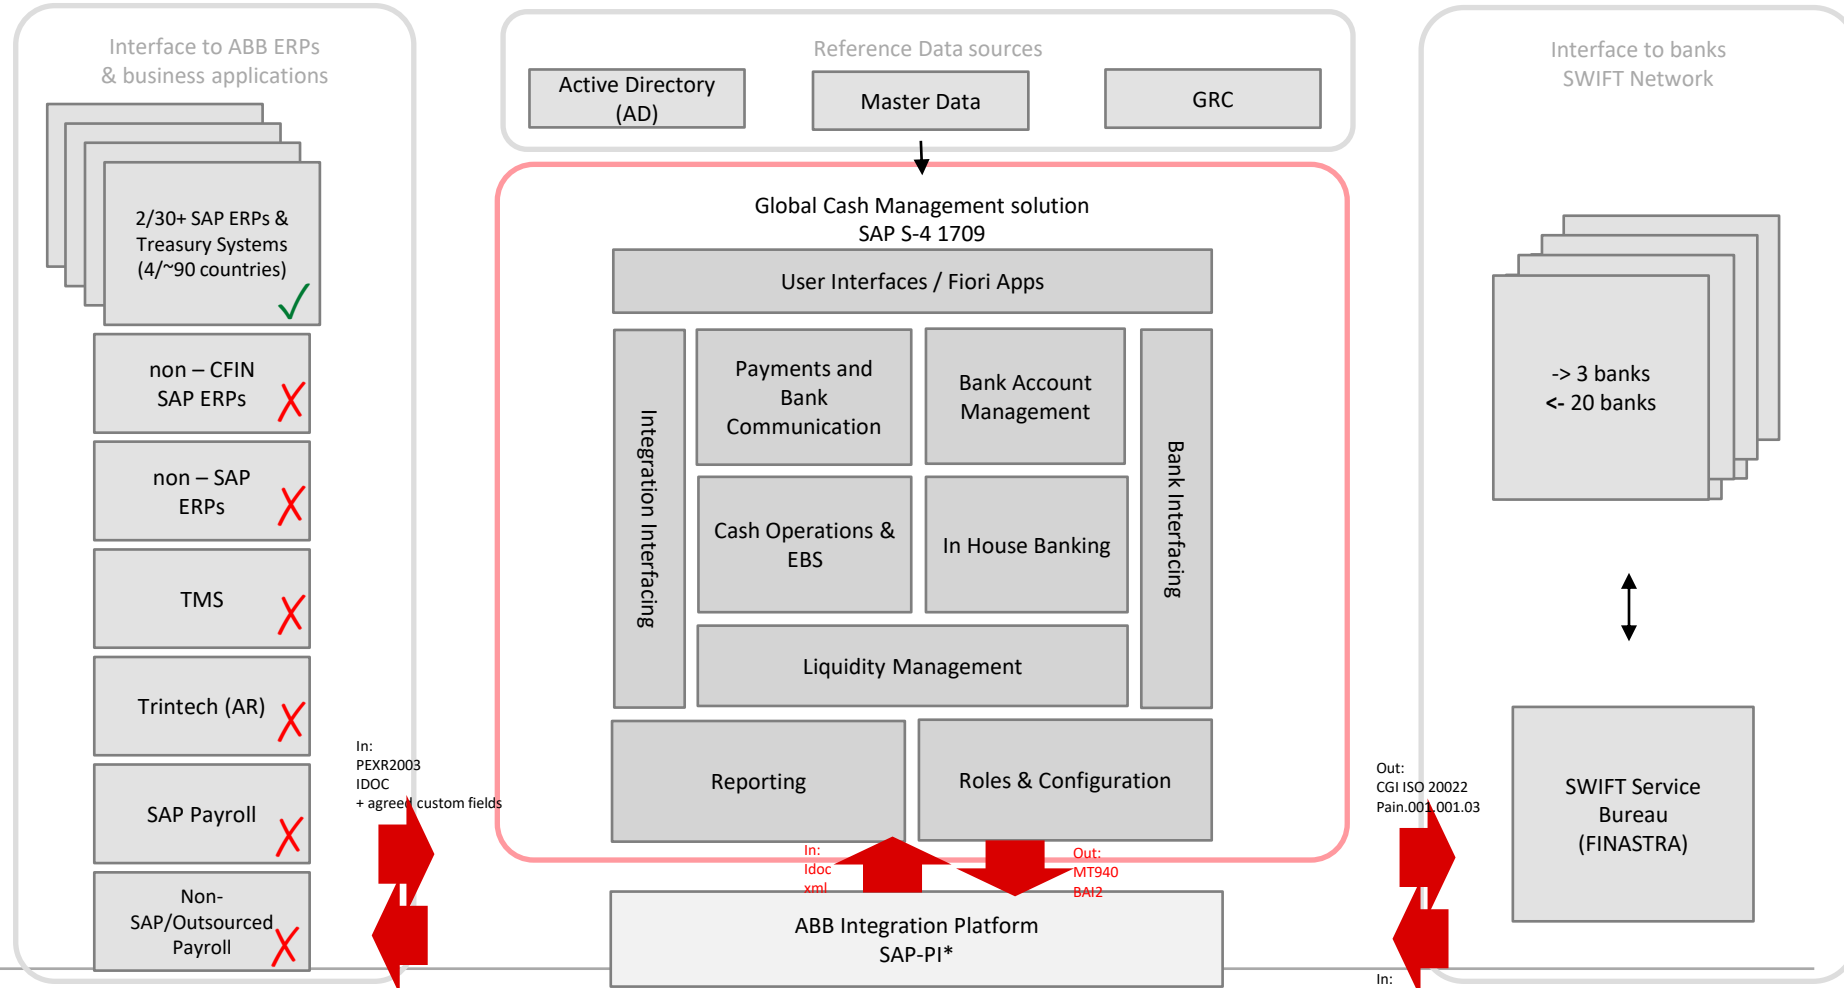 Interface to ABB ERPs
& business applications
2/30+ SAP ERPs &
Treasury Systems
(4/~90 countries)
non – CFIN
SAP ERPs
non – SAP
ERPs
TMS
Trintech (AR)
SAP Payroll
Non-
SAP/Outsourced
Payroll
In:
PEXR2003
IDOC
+ agreed custom fields
Reference Data sources
Active Directory
(AD)
Master Data
GRC
Global Cash Management solution
SAP S-4 1709
User Interfaces / Fiori Apps
Integration Interfacing
Payments and
Bank
Communication
Bank Account
Management
Cash Operations &
EBS
In House Banking
Liquidity Management
Bank Interfacing
Reporting
Roles & Configuration
In:
Idoc
xml
Out:
MT940
BAI2
ABB Integration Platform
SAP-PI*
Interface to banks
SWIFT Network
-> 3 banks
<- 20 banks
Out:
CGI ISO 20022
Pain.001.001.03
SWIFT Service
Bureau
(FINASTRA)
In: